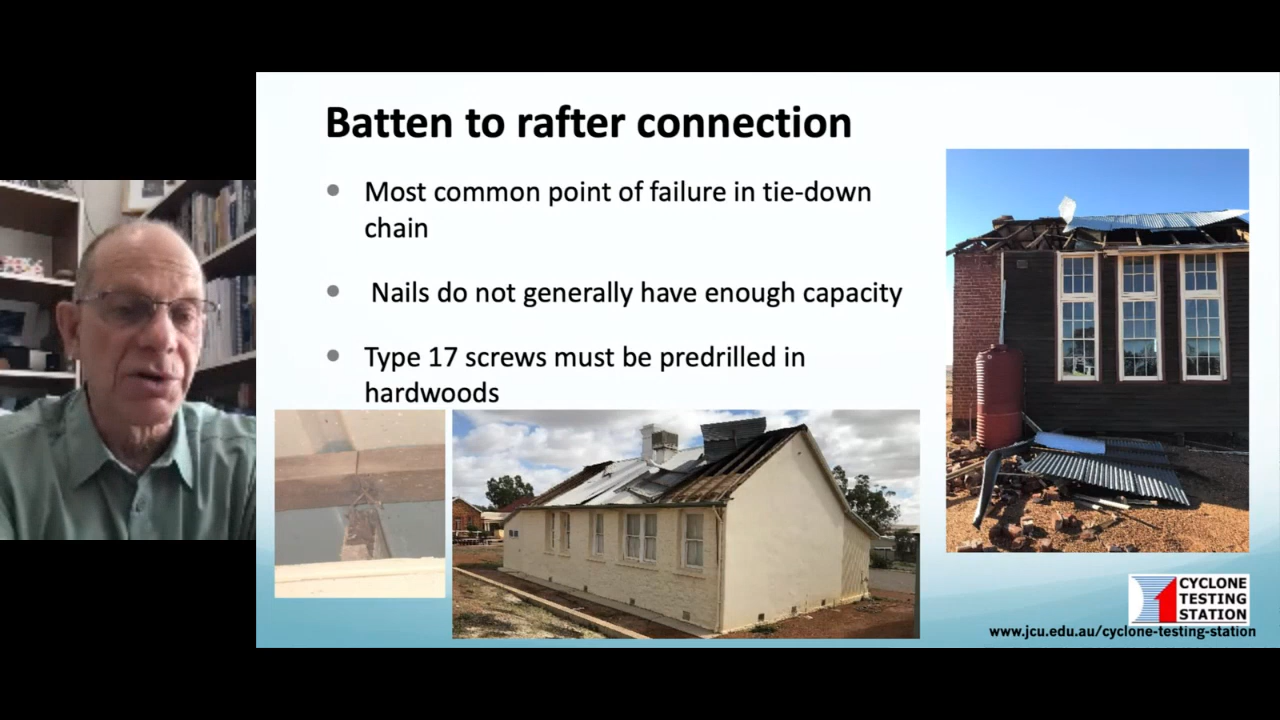 Batten to rafter connection
Most common point of failure in tie-down
chain
Nails do not generally have enough capacity
Type 17 screws must be predrilled in
hardwoods
CYCLONE
TESTING
STATION
www.jcu.edu.au/cyclone-testing-station